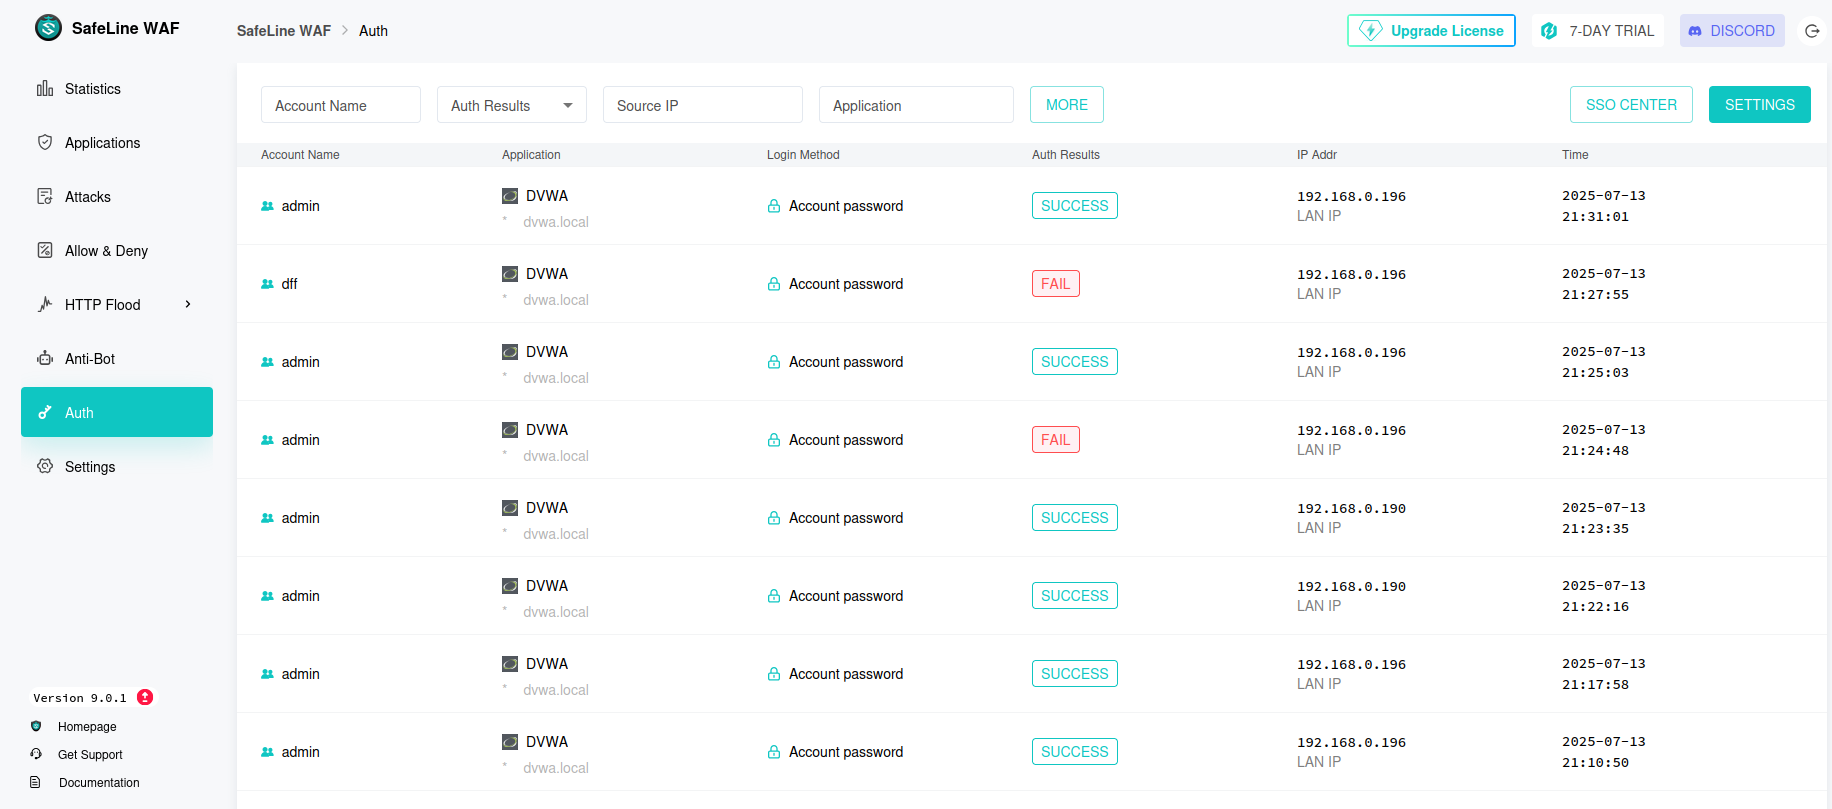 SafeLine WAF
SafeLine WAF > Auth
Upgrade License
7-DAY TRIAL
DISCORD
Statistics
Applications
Attacks
Allow & Deny
HTTP Flood
Anti-Bot
Auth
Settings
Version 9.0.1
Homepage
Get Support
Documentation
Account Name Auth Results Source IP Application MORE SSO CENTER SETTINGS
Account Name Application Login Method Auth Results IP Addr Time
admin DVWA Account password SUCCESS 192.168.0.196 2025-07-13
* dvwa.local LAN IP 21:31:01
dff DVWA Account password FAIL 192.168.0.196 2025-07-13
* dvwa.local LAN IP 21:27:55
admin DVWA Account password SUCCESS 192.168.0.196 2025-07-13
* dvwa.local LAN IP 21:25:03
admin DVWA Account password FAIL 192.168.0.196 2025-07-13
* dvwa.local LAN IP 21:24:48
admin DVWA Account password SUCCESS 192.168.0.190 2025-07-13
* dvwa.local LAN IP 21:23:35
admin DVWA Account password SUCCESS 192.168.0.190 2025-07-13
* dvwa.local LAN IP 21:22:16
admin DVWA Account password SUCCESS 192.168.0.196 2025-07-13
* dvwa.local LAN IP 21:17:58
admin DVWA Account password SUCCESS 192.168.0.196 2025-07-13
* dvwa.local LAN IP 21:10:50